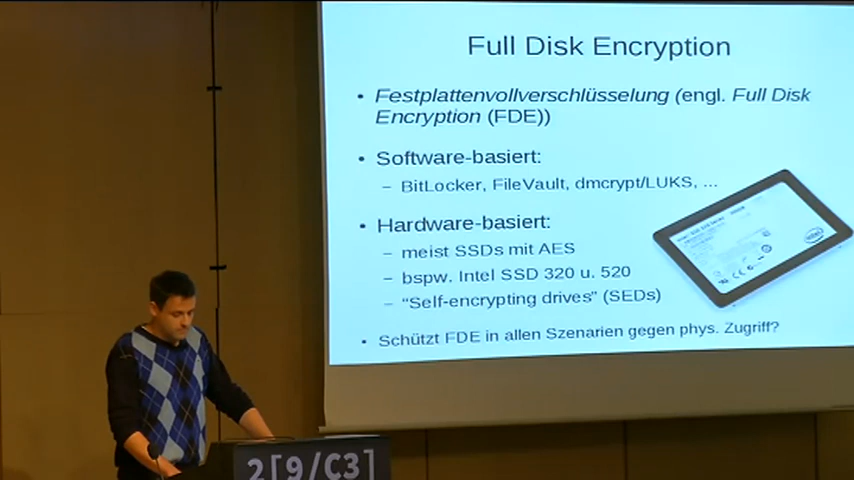 Full Disk Encryption
• Festplattenvollverschlüsselung (engl. Full Disk
Encryption (FDE))
• Software-basiert:
– BitLocker, FileVault, dmcrypt/LUKS, ...
• Hardware-basiert:
– meist SSDs mit AES
– bspw. Intel SSD 320 u. 520
– “Self-encrypting drives” (SEDs)
• Schützt FDE in allen Szenarien gegen phys. Zugriff?
intel
2[9/C3]